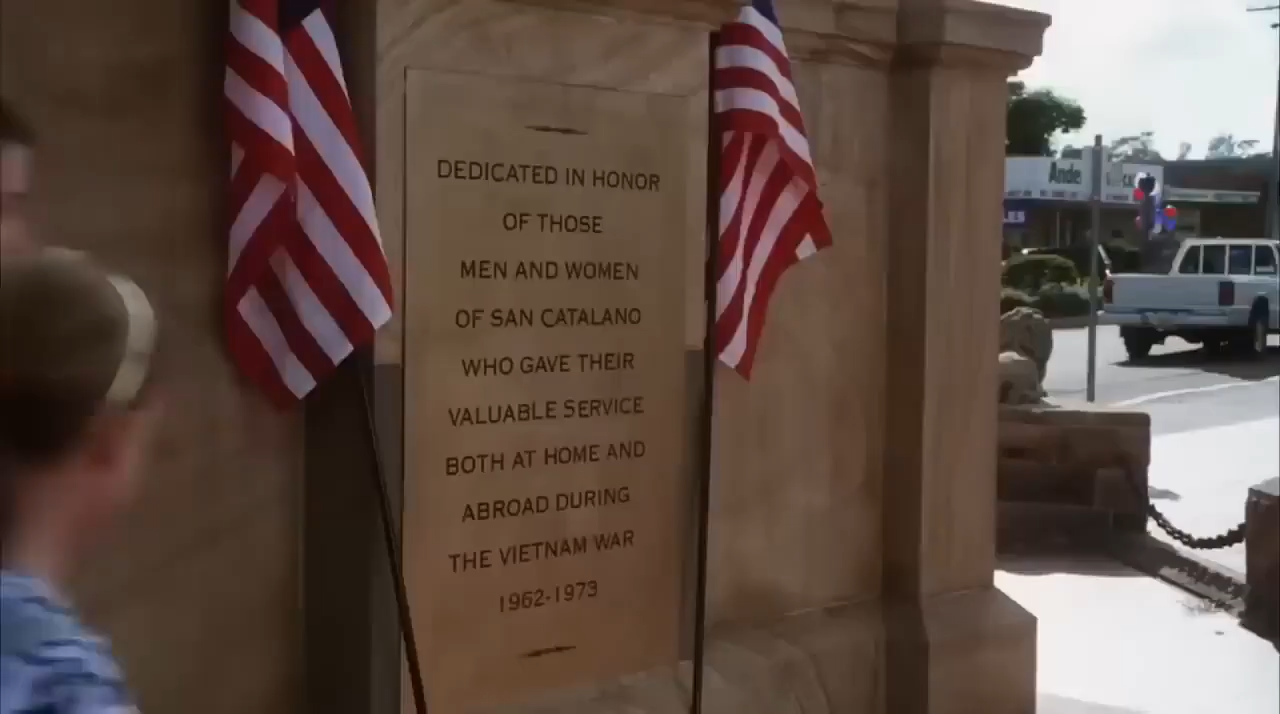 DEDICATED IN HONOR
OF THOSE
MEN AND WOMEN
OF SAN CATALANO
WHO GAVE THEIR
VALUABLE SERVICE
BOTH AT HOME AND
ABROAD DURING
THE VIETNAM WAR
1962-1973
Ande